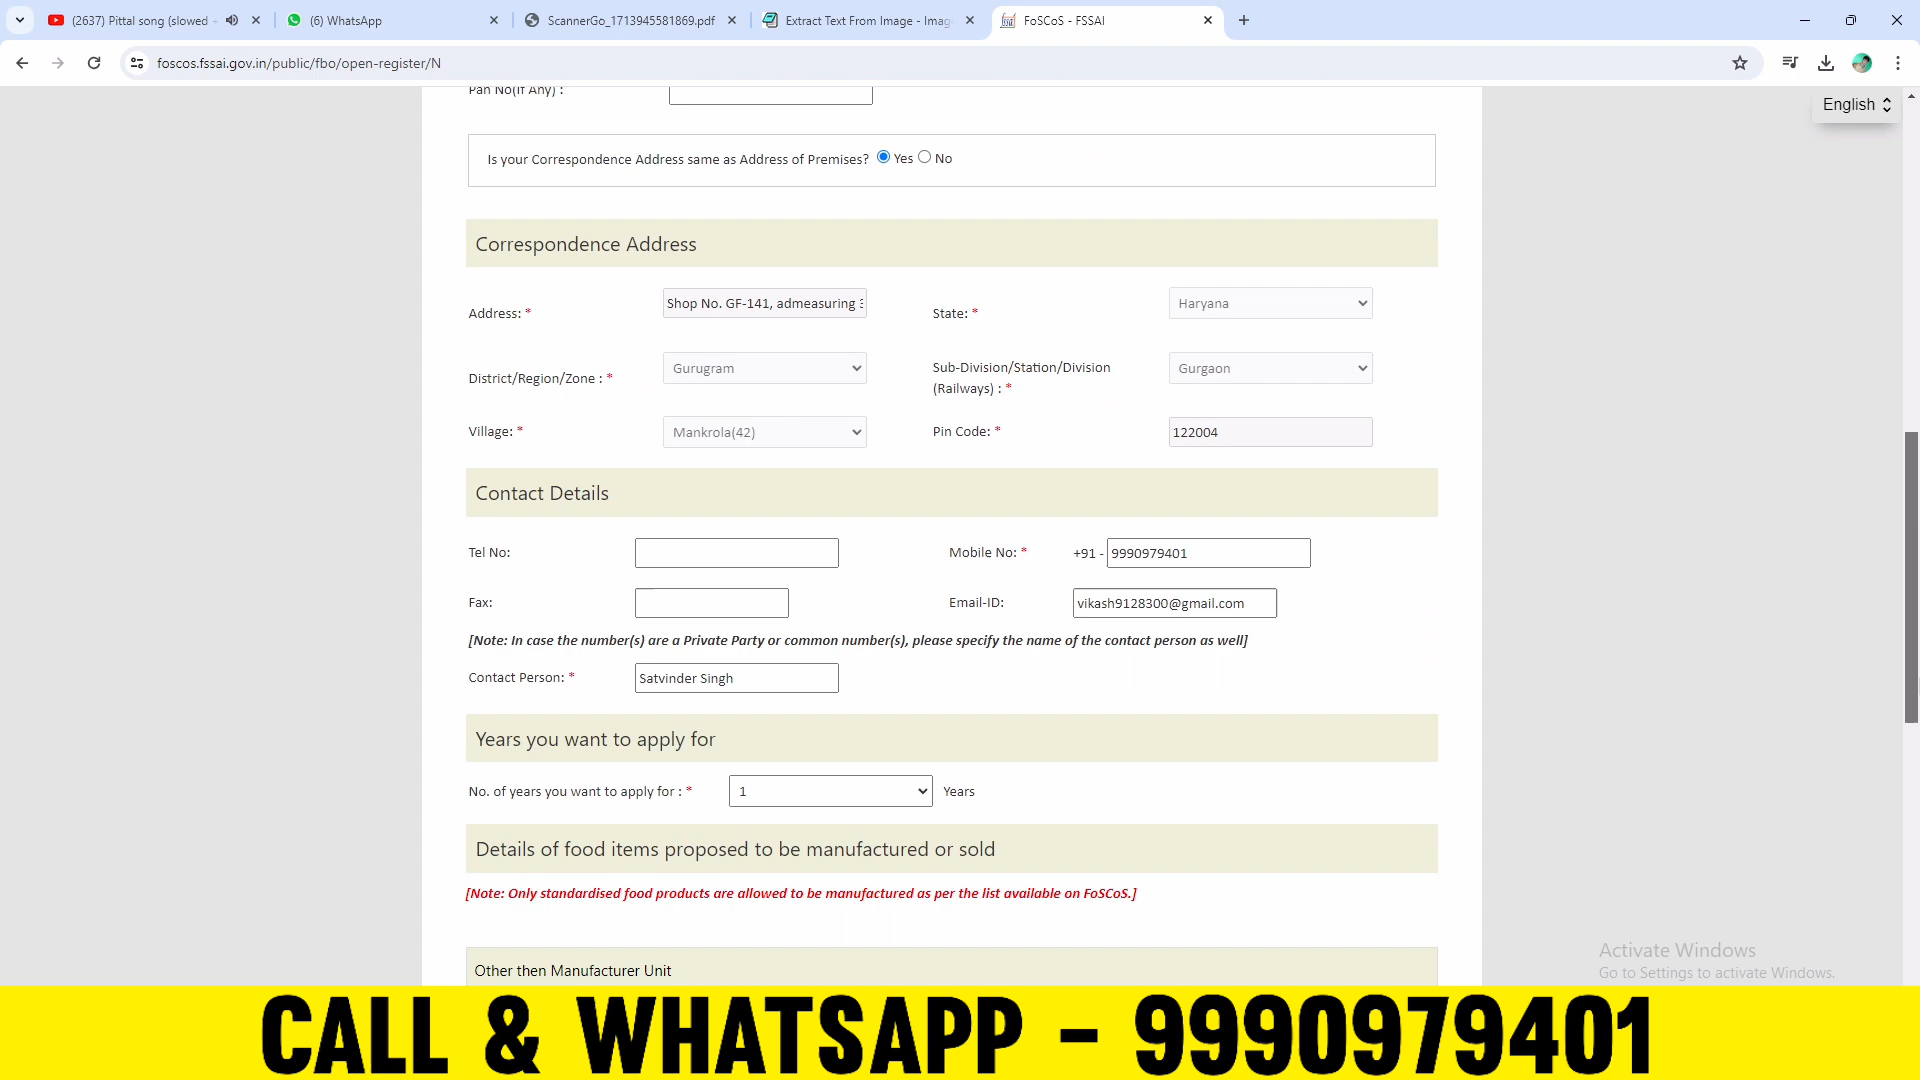 (2637) Pittal song (slowed
(6) WhatsApp
ScannerGo_1713945581869.pdf
Extract Text From Image - Imag
FoSCoS - FSSAI
foscos.fssai.gov.in/public/fbo/open-register/N
English
Pan No(If Any) :
Is your Correspondence Address same as Address of Premises? Yes No
Correspondence Address
Address: * Shop No. GF-141, admeasuring State: * Haryana
District/Region/Zone : * Gurugram Sub-Division/Station/Division (Railways) : * Gurgaon
Village: * Mankrola(42) Pin Code: * 122004
Contact Details
Tel No: Mobile No: * +91 - 9990979401
Fax: Email-ID: vikash9128300@gmail.com
[Note: In case the number(s) are a Private Party or common number(s), please specify the name of the contact person as well]
Contact Person: * Satvinder Singh
Years you want to apply for
No. of years you want to apply for : * 1 Years
Details of food items proposed to be manufactured or sold
[Note: Only standardised food products are allowed to be manufactured as per the list available on FoSCoS.]
Other then Manufacturer Unit
Activate Windows
Go to Settings to activate Windows.
CALL & WHATSAPP - 9990979401